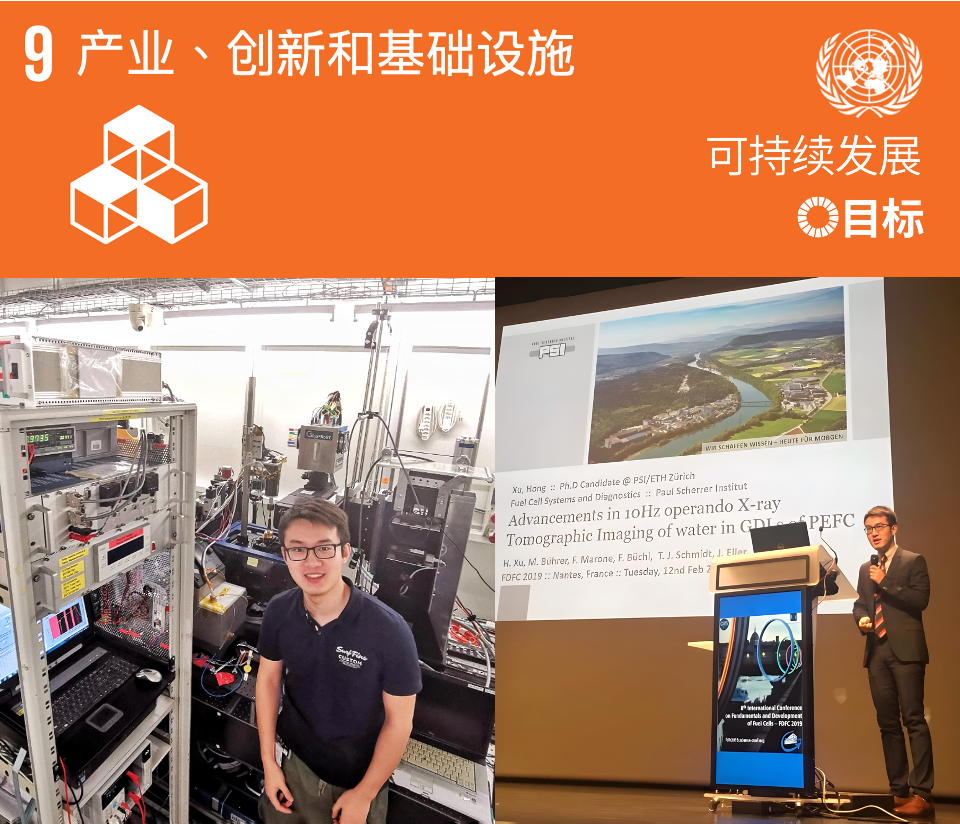 9 产业、创新和基础设施
可持续发展
目标
PAUL SCHERRER INSTITUT
PSI
WIR SCHAFFEN WISSEN – HEUTE FÜR MORGEN
Xu, Hong :: Ph.D Candidate @ PSI/ETH Zürich
Fuel Cell Systems and Diagnostics :: Paul Scherrer Institut
Advancements in 10Hz operando X-ray
Tomographic Imaging of water in GDLs of PEFC
H. Xu, M. Bührer, F. Marone, F. Büchi, T. J. Schmidt, J. Eller
FDFC 2019 :: Nantes, France :: Tuesday, 12nd Feb 2
8th International Conference
on Fundamentals and Development
of Fuel Cells – FDFC 2019
CUSTOM